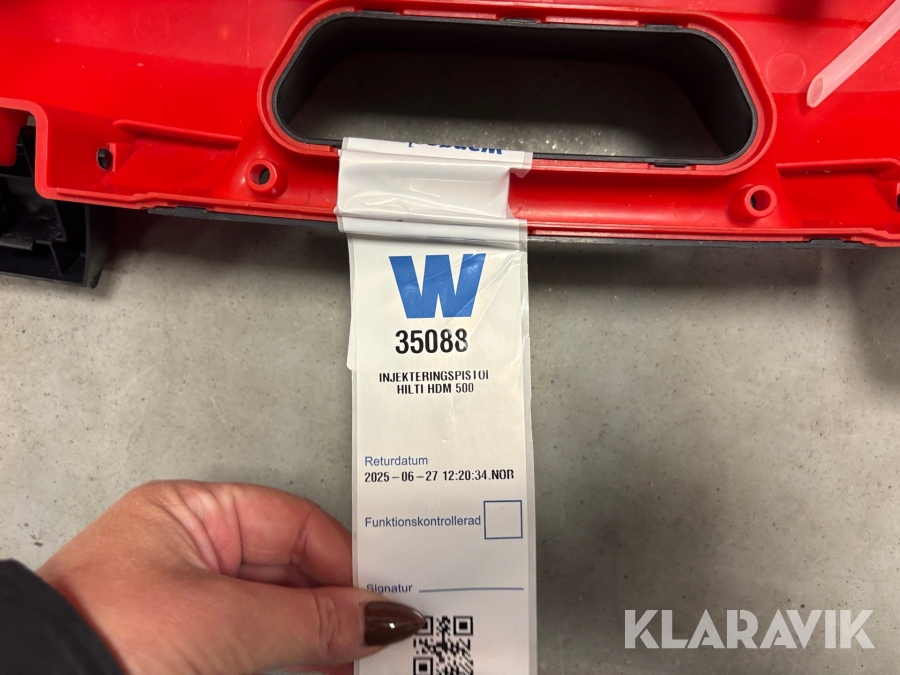 W
35088
INJEKTERINGSPISTOL
HILTI HDM 500
Returdatum
2025-06-27 12:20:34.NOR
Funktionskontrollerad
Signatur
KLARAVIK